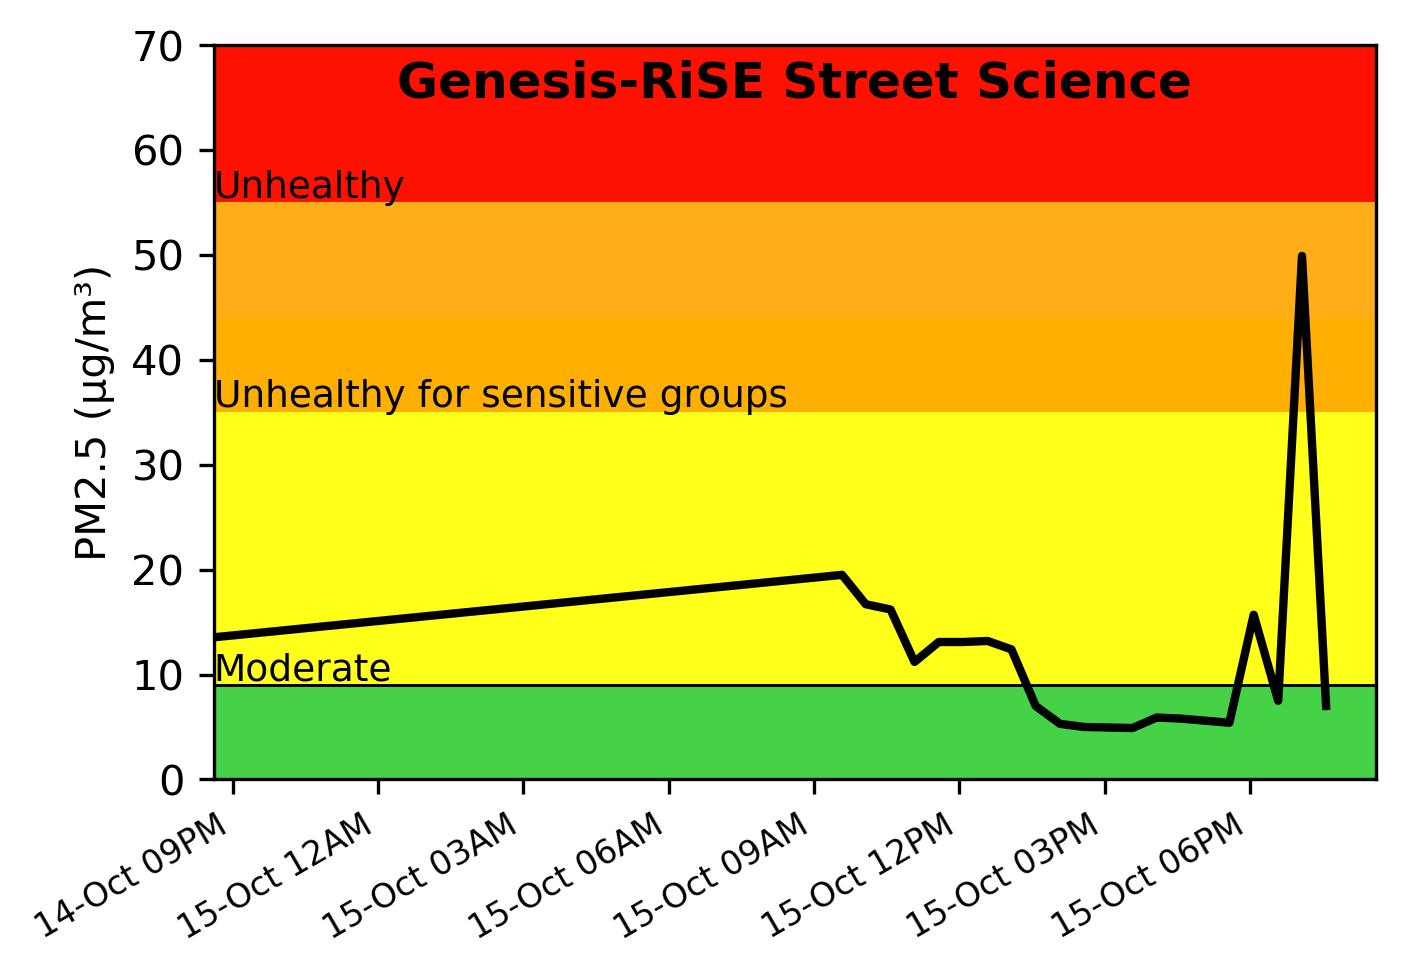 Genesis-RiSE Street Science
70
60
Unhealthy
50
40
Unhealthy for sensitive groups
30
20
Moderate
10
0
PM2.5 (µg/m³)
14-Oct 09PM
15-Oct 12AM
15-Oct 03AM
15-Oct 06AM
15-Oct 09AM
15-Oct 12PM
15-Oct 03PM
15-Oct 06PM